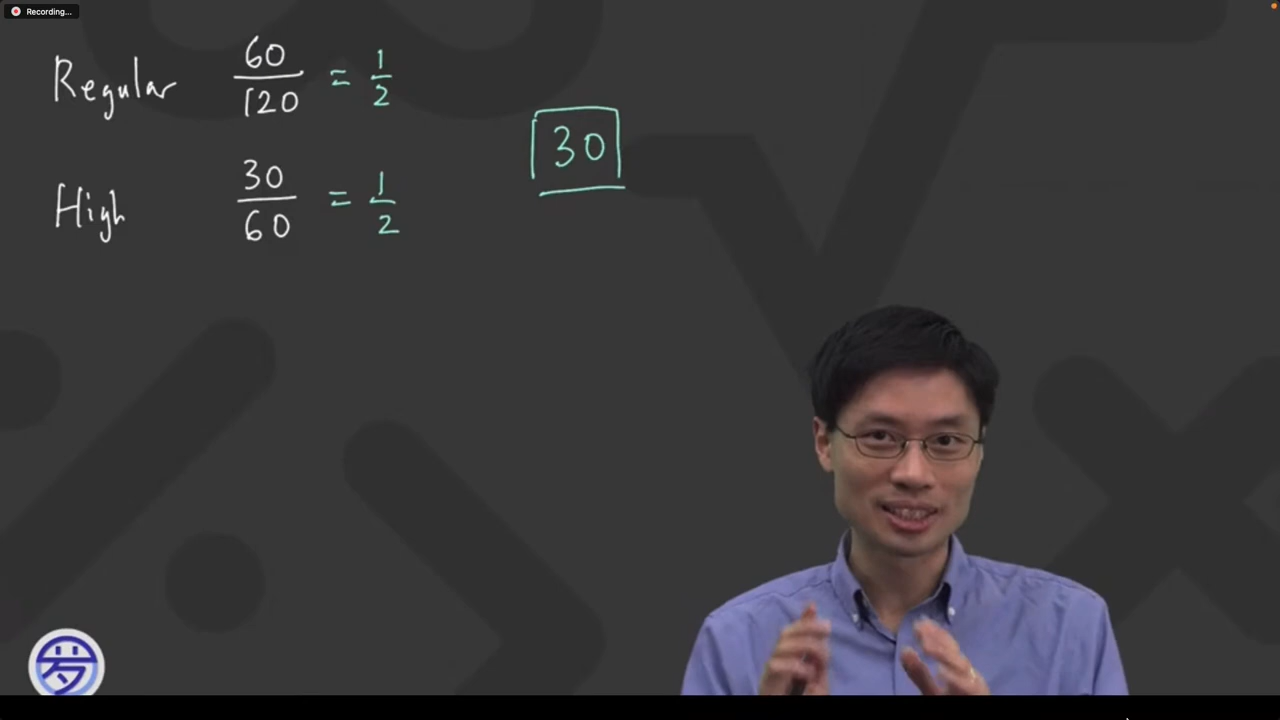 Recording...
Regular 60/120 = 1/2
30
High 30/60 = 1/2